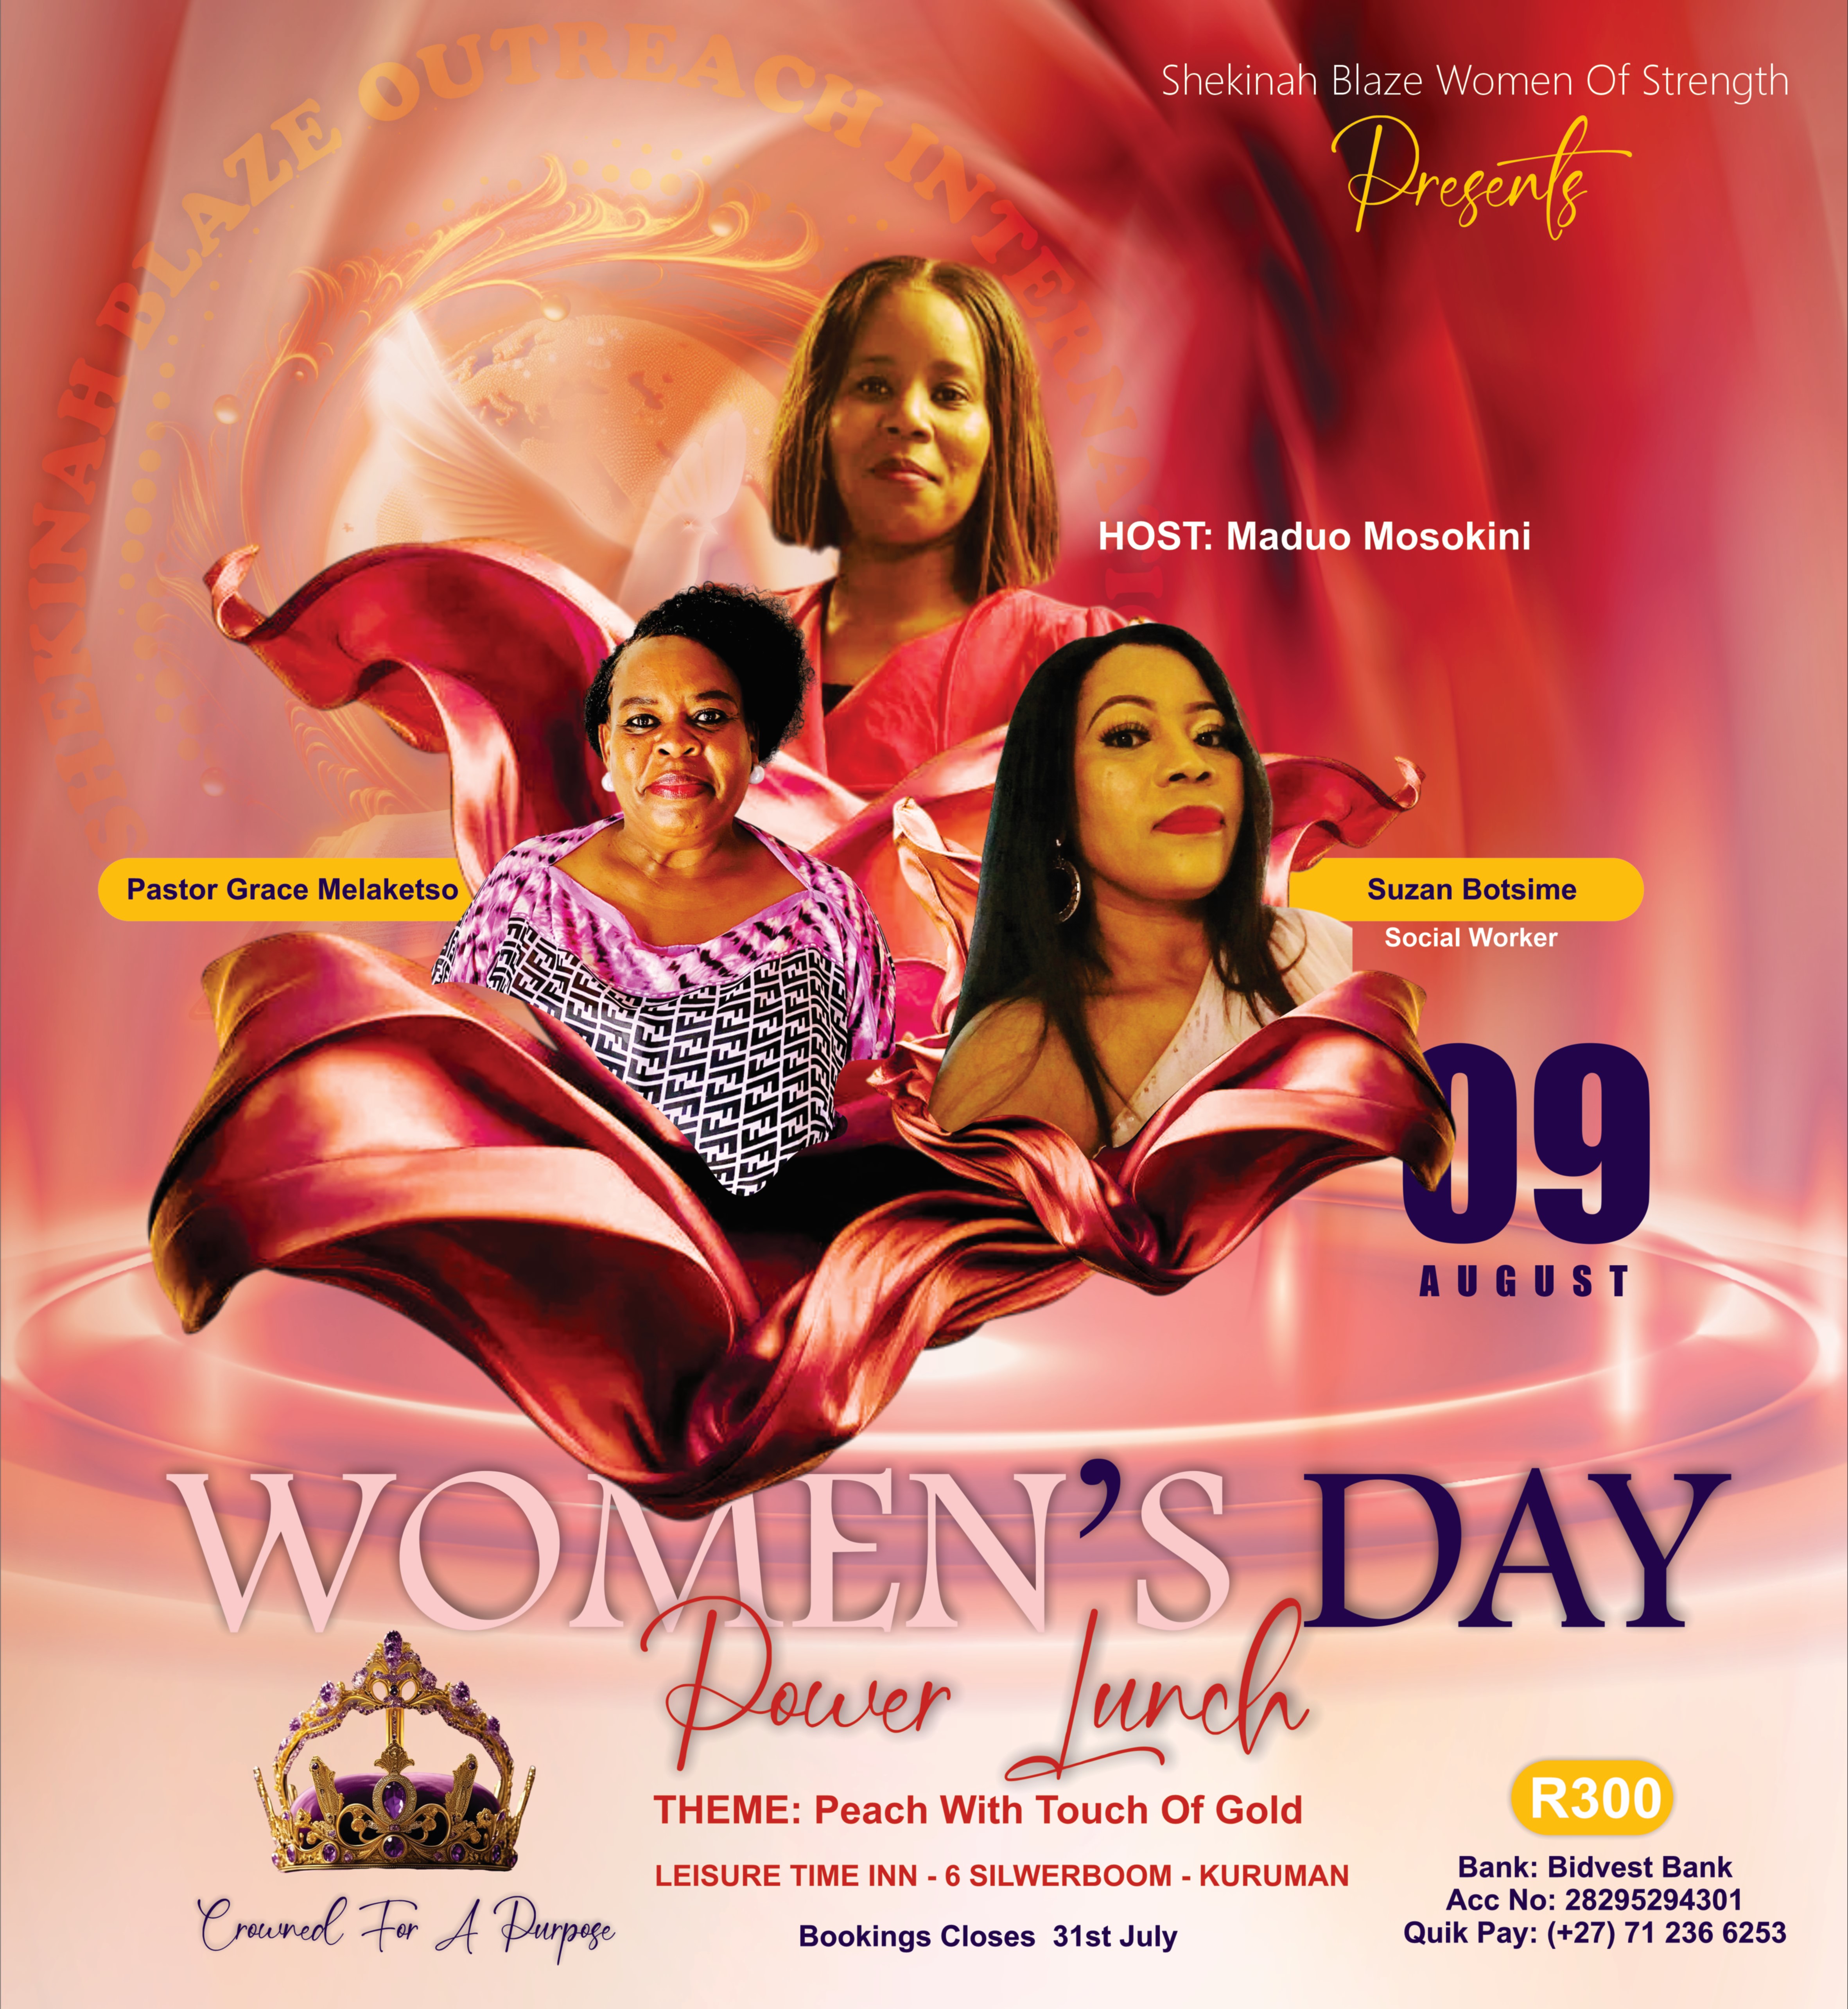 SHEKINAH BLAZE OUTREACH INTERNATIO
Shekinah Blaze Women Of Strength
Presents
HOST: Maduo Mosokini
Pastor Grace Melaketso
Suzan Botsime
Social Worker
09
AUGUST
WOMEN'S DAY
Power Lunch
THEME: Peach With Touch Of Gold
LEISURE TIME INN - 6 SILWERBOOM - KURUMAN
Bookings Closes 31st July
Crowned For A Purpose
R300
Bank: Bidvest Bank
Acc No: 28295294301
Quik Pay: (+27) 71 236 6253